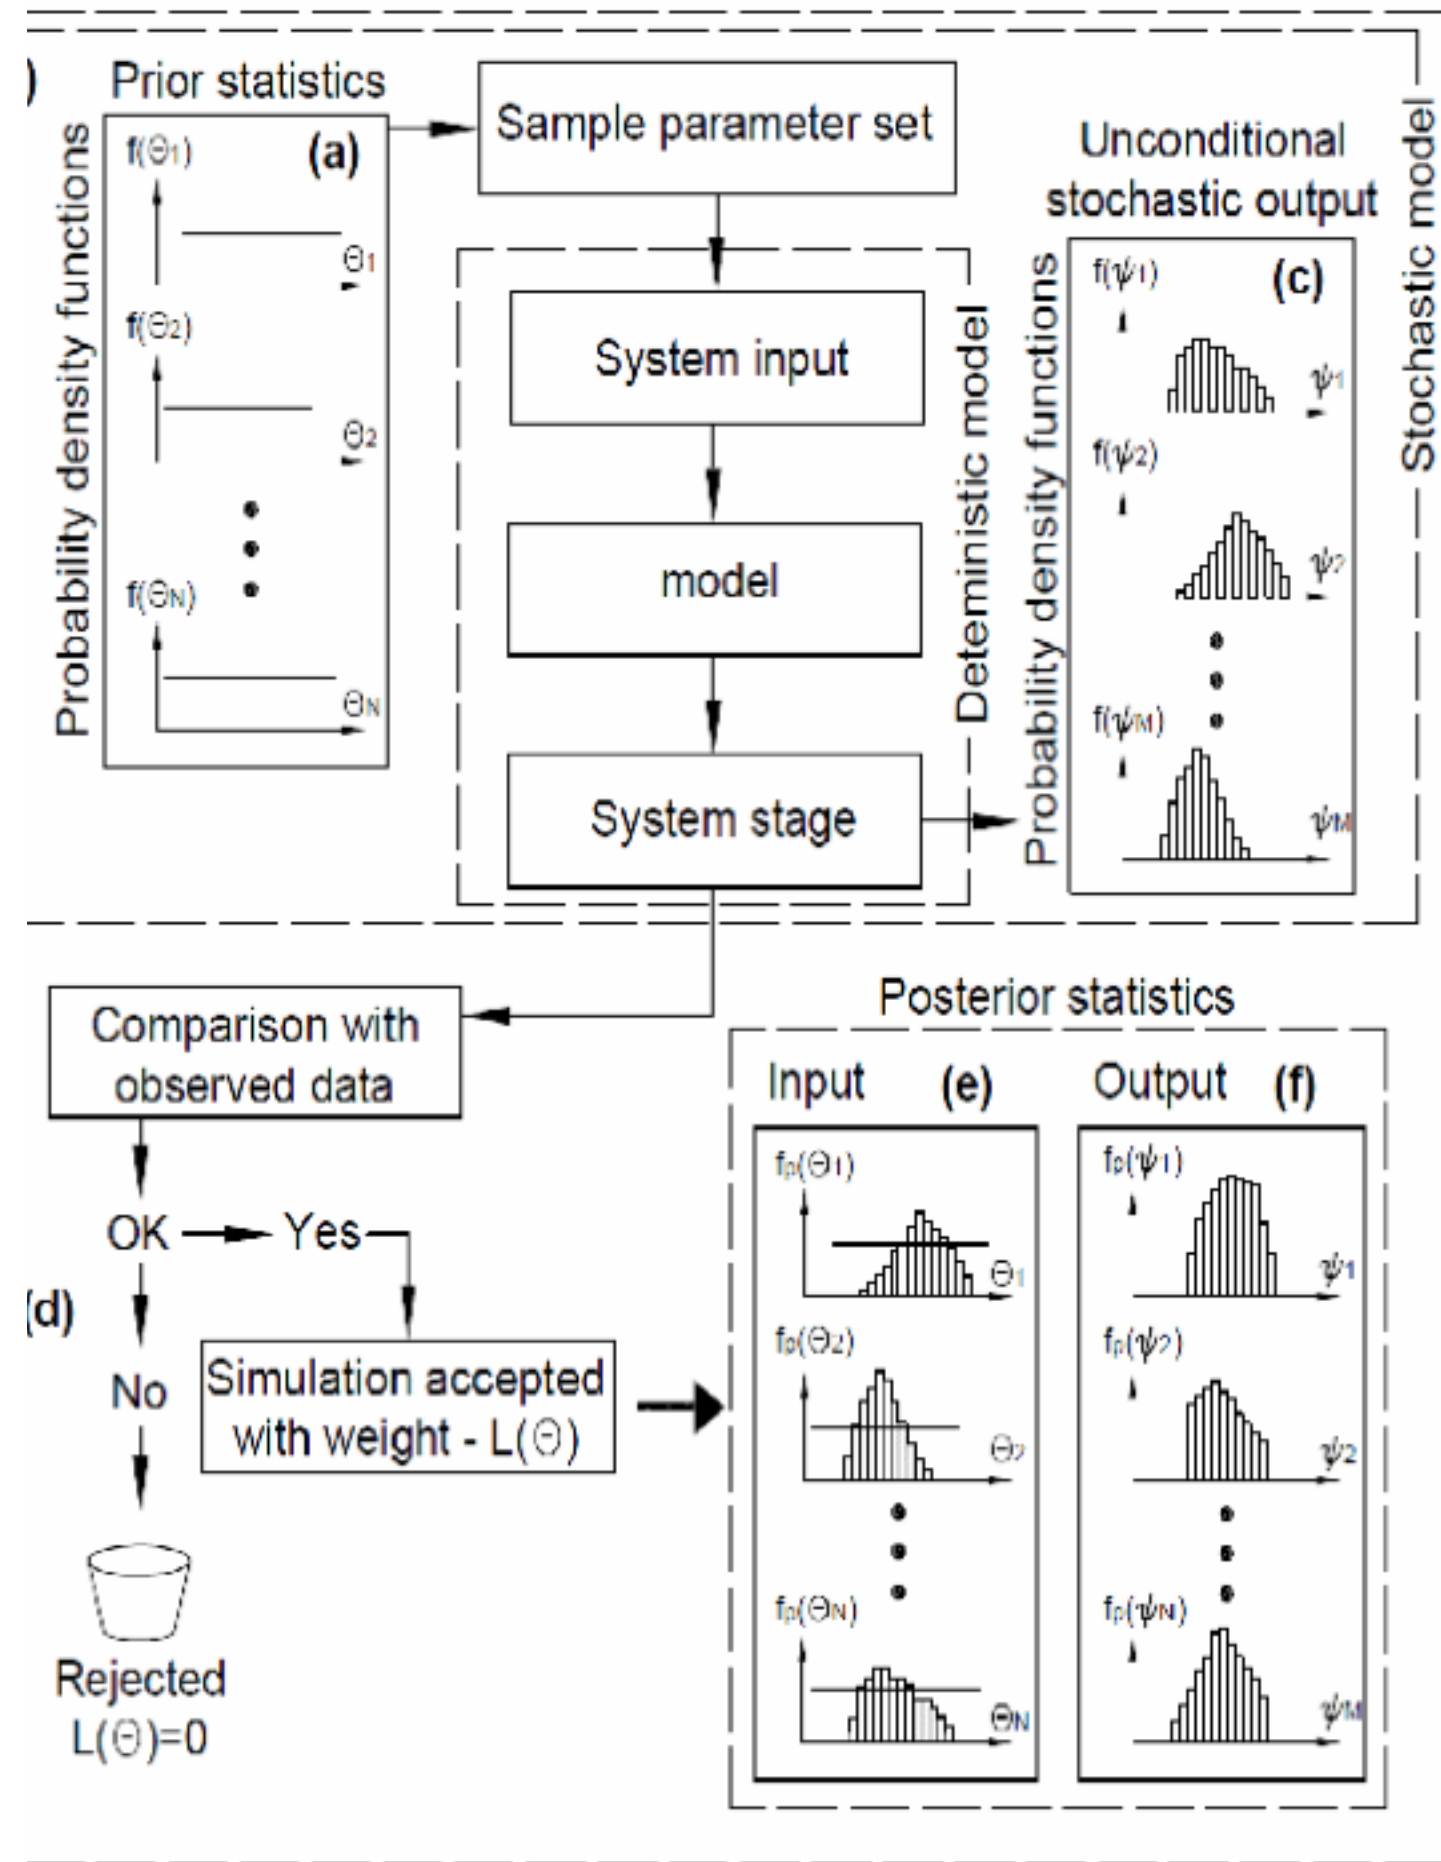 )
Prior statistics
Probability density functions
(a)
f(Θ1)
Θ1
f(Θ2)
Θ2
f(ΘN)
ΘN
Sample parameter set
System input
model
System stage
Deterministic model
Unconditional
stochastic output
Probability density functions
(c)
f(ψ1)
ψ1
f(ψ2)
ψ2
f(ψM)
ψM
Stochastic model
Comparison with
observed data
OK
Yes
(d)
No
Simulation accepted
with weight - L(Θ)
Rejected
L(Θ)=0
Posterior statistics
Input (e)
fp(Θ1)
Θ1
fp(Θ2)
Θ2
fp(ΘN)
ΘN
Output (f)
fp(ψ1)
ψ1
fp(ψ2)
ψ2
fp(ψN)
ψM